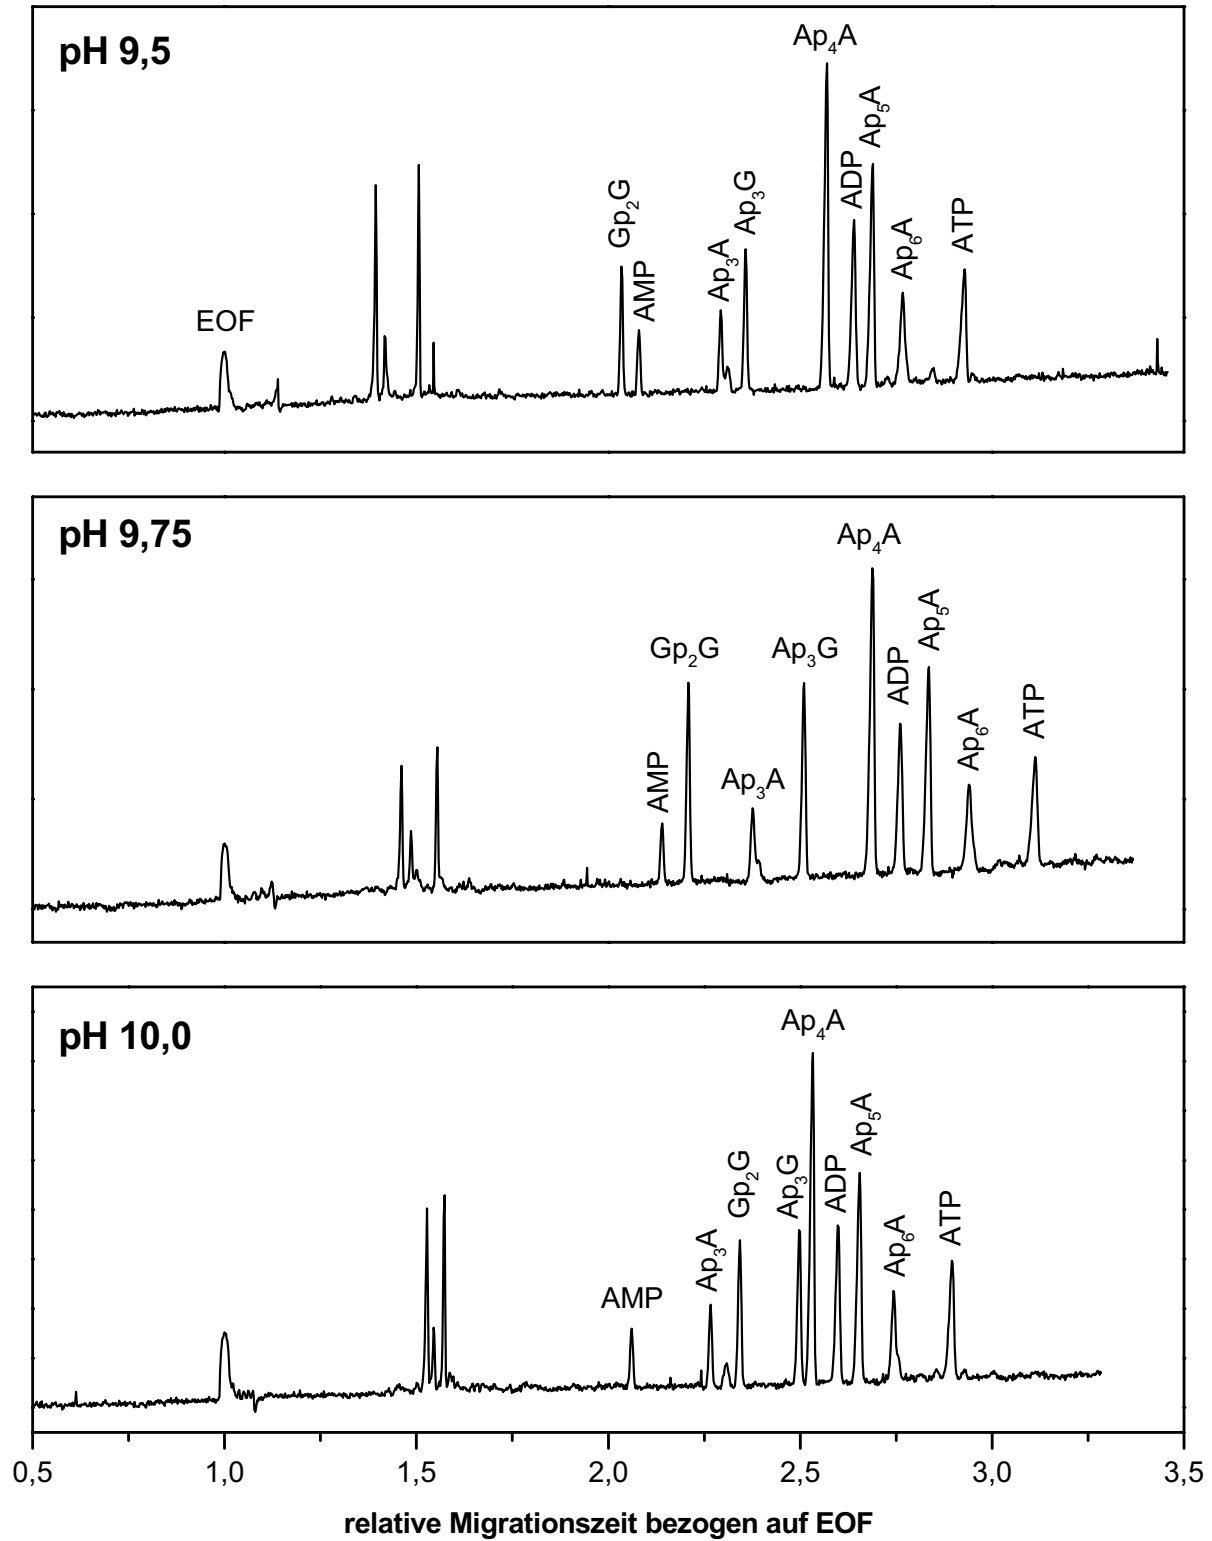 pH 9,5
EOF
Gp2G
AMP
Ap3A
Ap3G
Ap4A
ADP
Ap5A
Ap6A
ATP
pH 9,75
AMP
Gp2G
Ap3A
Ap3G
Ap4A
ADP
Ap5A
Ap6A
ATP
pH 10,0
AMP
Ap3A
Gp2G
Ap3G
Ap4A
ADP
Ap5A
Ap6A
ATP
0,5 1,0 1,5 2,0 2,5 3,0 3,5
relative Migrationszeit bezogen auf EOF